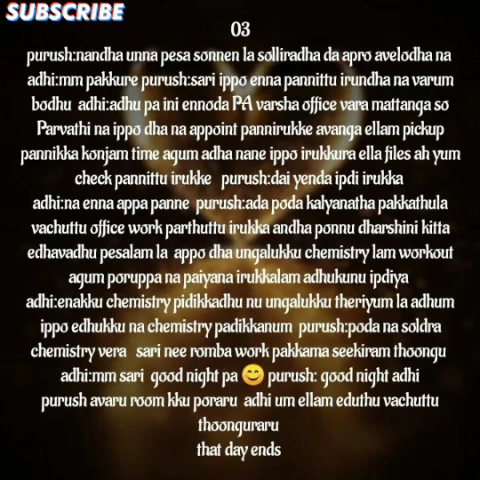 SUBSCRIBE
03
purush:nandha unna pesa sonnen la solliradha da apro avelodha na
adhi:mm pakkure purush:sari ippo enna pannittu irundha na varum
bodhu adhi:adhu pa ini ennoda PA varsha office vara mattanga so
Parvathi na ippo dha na appoint pannirukke avanga ellam pickup
pannikka konjam time agum adha nane ippo irukkura ella files ah yum
check pannittu irukke purush:dai yenda ipdi irukka
adhi:na enna appa panne purush:ada poda kalyanatha pakkathula
vachuttu office work parthuttu irukka andha ponnu dharshini kitta
edhavadhu pesalam la appo dha ungalukku chemistry lam workout
agum poruppa na paiyana irukkalam adhukunu ipdiya
adhi:enakku chemistry pidikkadhu nu ungalukku theriyum la adhum
ippo edhukku na chemistry padikkanum purush:poda na soldra
chemistry vera sari nee romba work pakkama seekiram thoongu
adhi:mm sari good night pa 😊 purush: good night adhi
purush avaru room kku poraru adhi um ellam eduthu vachuttu
thoonguraru
that day ends